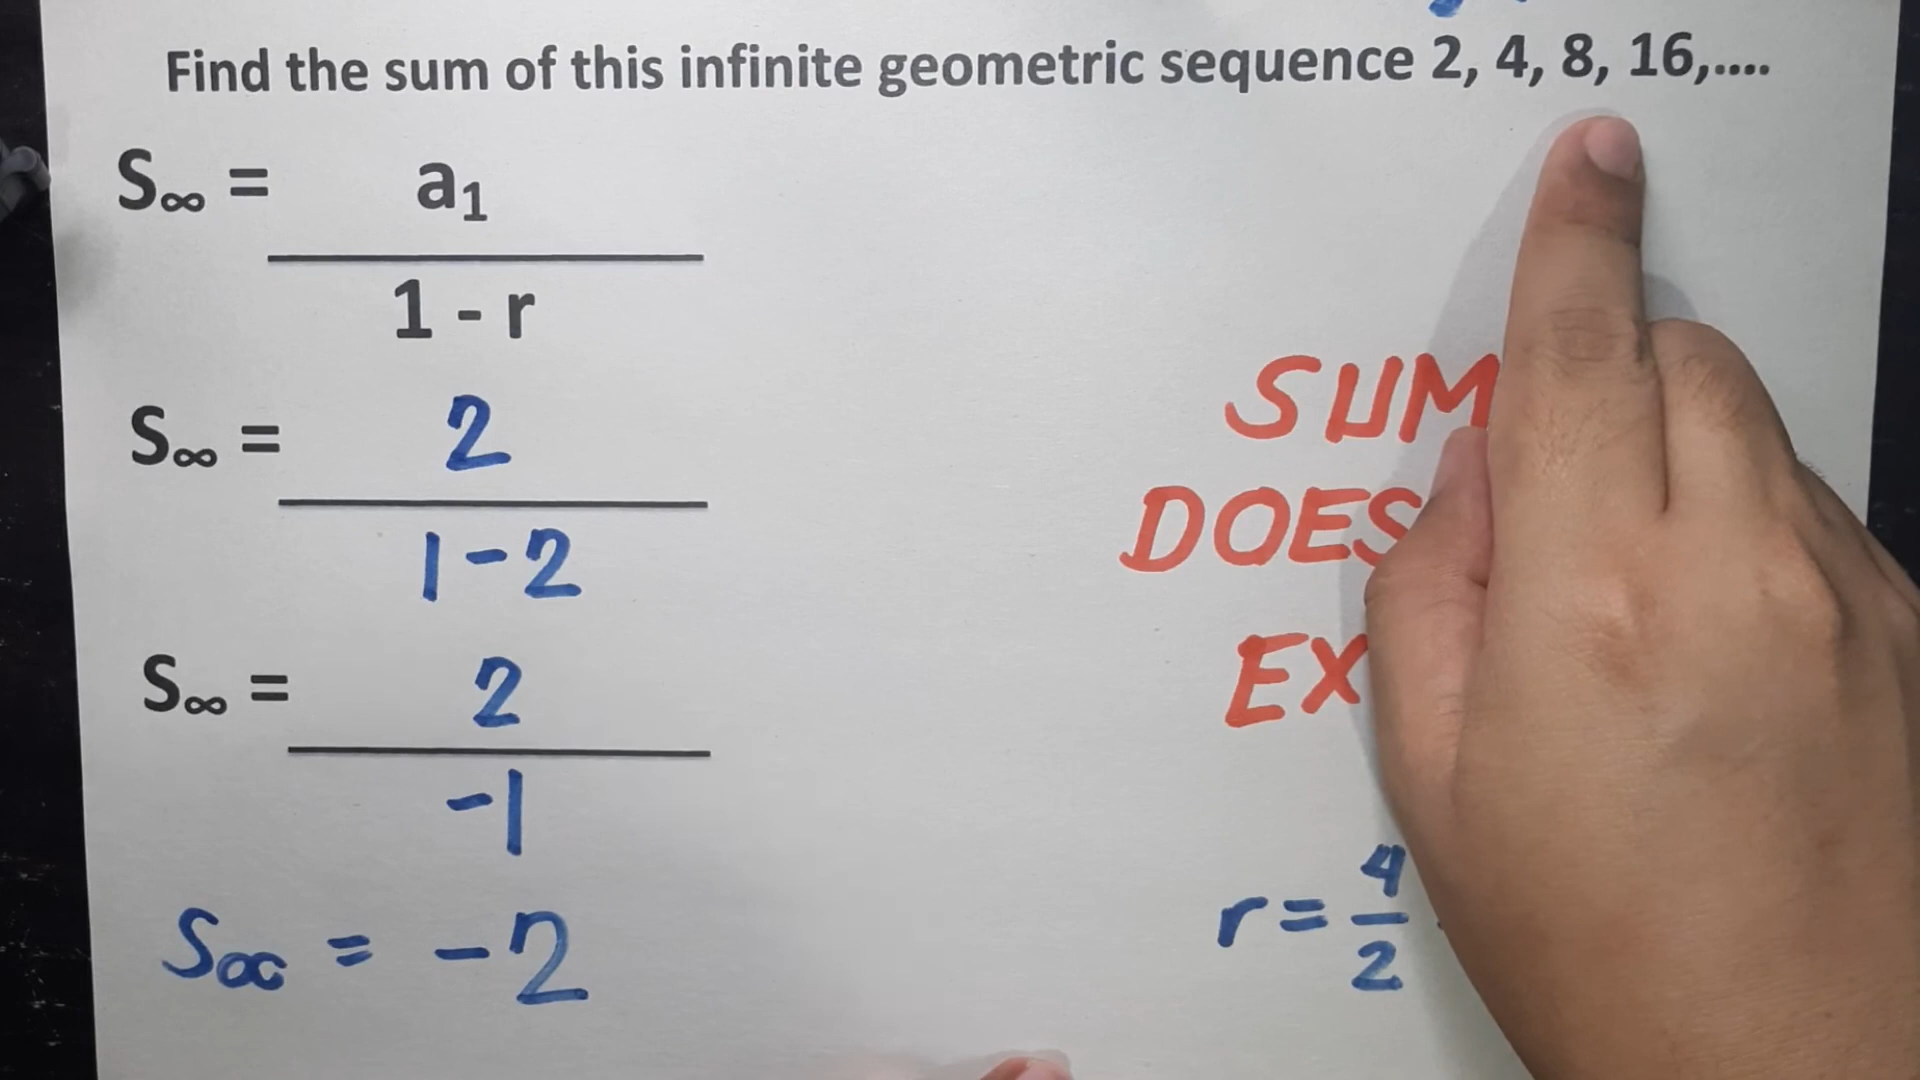 Find the sum of this infinite geometric sequence 2, 4, 8, 16,....
S∞ = a₁
1 - r
S∞ = 2
1 - 2
S∞ = 2
-1
S∞ = -2
SUM
DOES
r = 4
2